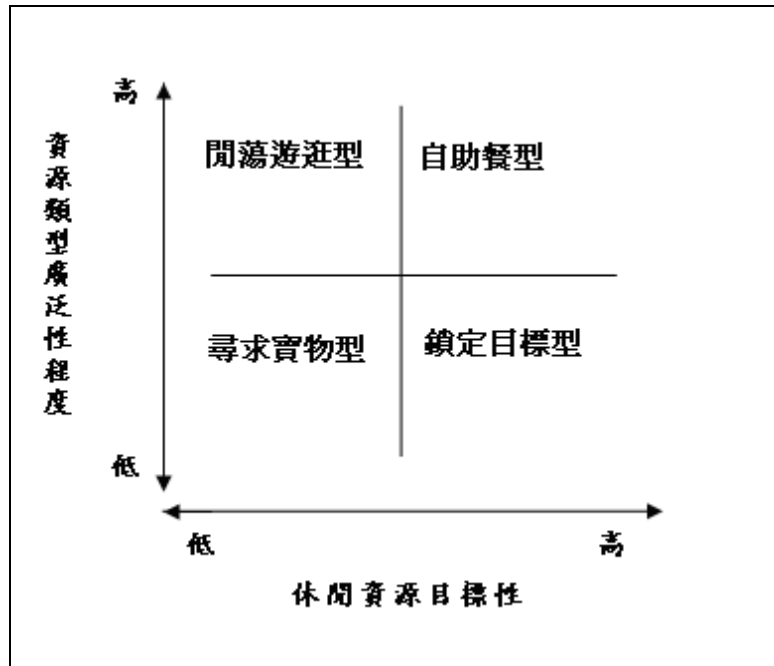 高
資源類型廣泛性程度
閒蕩遊逛型
自助餐型
尋求寶物型
鎖定目標型
低
低
高
休閒資源目標性